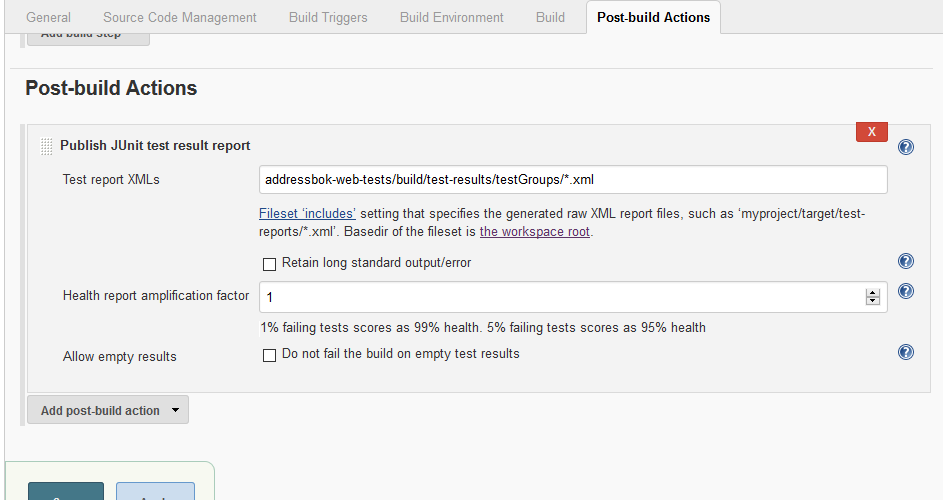 General Source Code Management Build Triggers Build Environment Build Post-build Actions
Add build step
Post-build Actions
X
Publish JUnit test result report
?
Test report XMLs
addressbok-web-tests/build/test-results/testGroups/*.xml
Fileset ‘includes’ setting that specifies the generated raw XML report files, such as ‘myproject/target/test-
reports/*.xml’. Basedir of the fileset is the workspace root.
Retain long standard output/error
?
Health report amplification factor
1
?
1% failing tests scores as 99% health. 5% failing tests scores as 95% health
Allow empty results
Do not fail the build on empty test results
?
Add post-build action